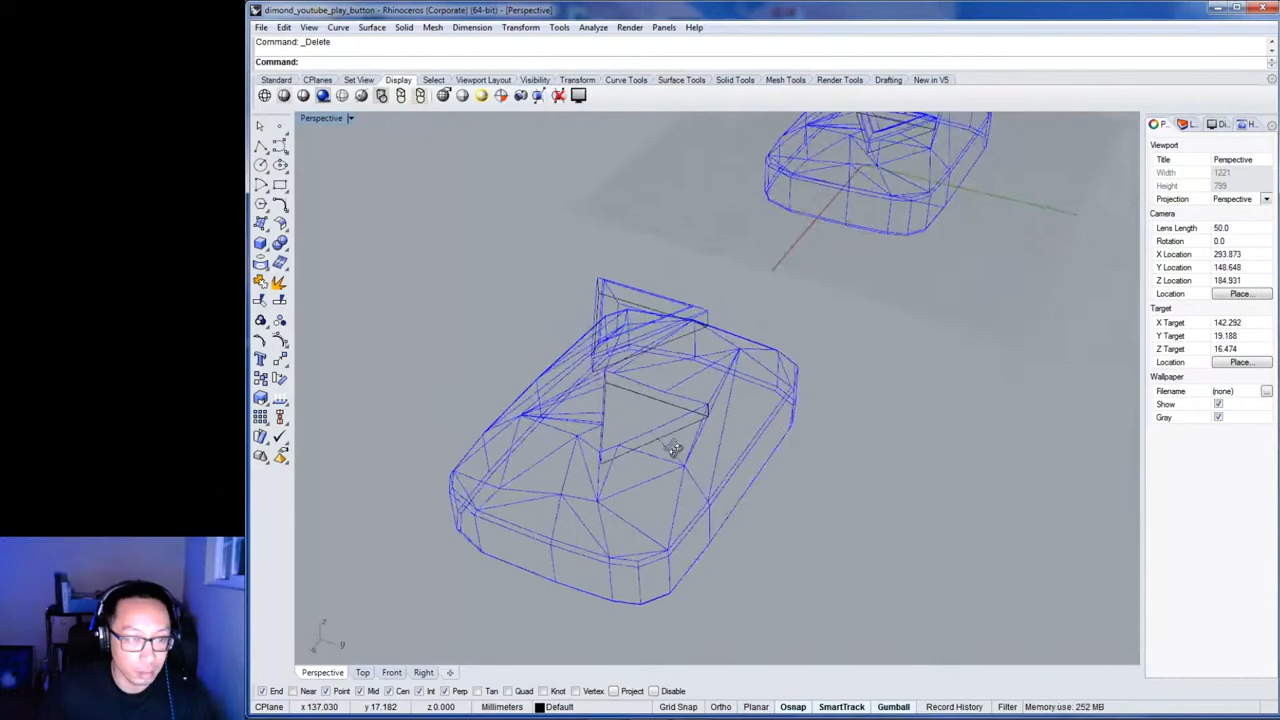 dimond_youtube_play_button - Rhinoceros (Corporate) (64-bit) - [Perspective]
File Edit View Curve Surface Solid Mesh Dimension Transform Tools Analyze Render Panels Help
Command: _Delete
Command:
Standard CPlanes Set View Display Select Viewport Layout Visibility Transform Curve Tools Surface Tools Solid Tools Mesh Tools Render Tools Drafting New in V5
Perspective
P... L... Di... H...
Viewport
Title Perspective
Width 1221
Height 799
Projection Perspective
Camera
Lens Length 50.0
Rotation 0.0
X Location 293.873
Y Location 148.648
Z Location 184.931
Location Place...
Target
X Target 142.292
Y Target 19.188
Z Target 16.474
Location Place...
Wallpaper
Filename (none) ...
Show
Gray
z
y
Perspective Top Front Right
End Near Point Mid Cen Int Perp Tan Quad Knot Vertex Project Disable
CPlane x 137.030 y 17.182 z 0.000 Millimeters Default Grid Snap Ortho Planar Osnap SmartTrack Gumball Record History Filter Memory use: 252 MB